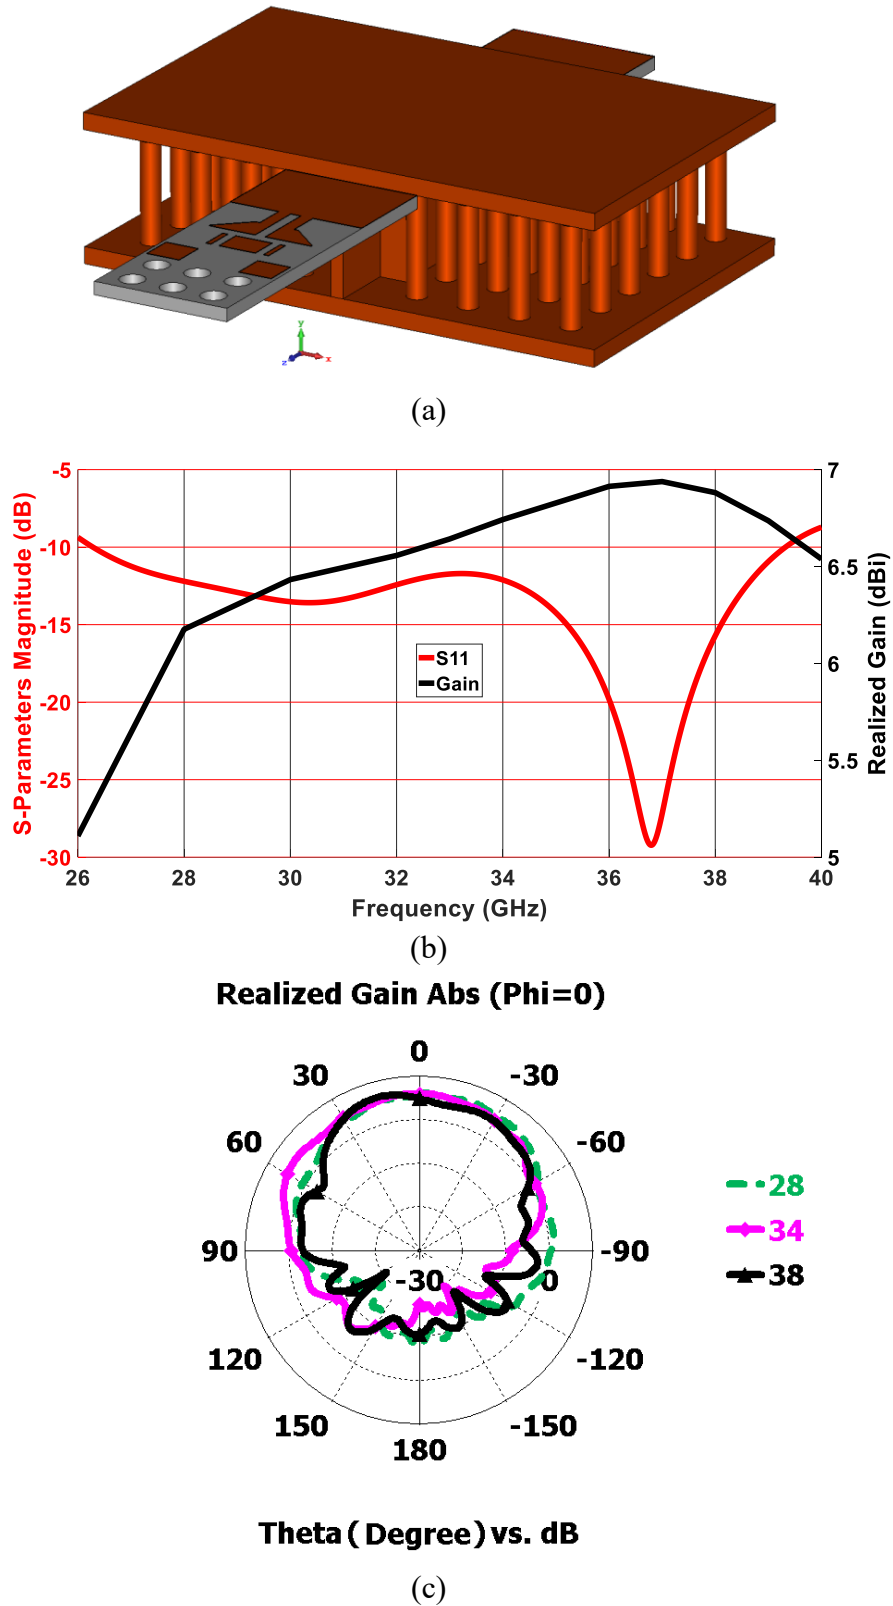 y
z
x
(a)
S-Parameters Magnitude (dB)
-5
-10
-15
-20
-25
-30
7
6.5
6
5.5
5
Realized Gain (dBi)
S11
Gain
26 28 30 32 34 36 38 40
Frequency (GHz)
(b)
Realized Gain Abs (Phi=0)
0
30 -30
60 -60
28
34
90 -90
-30 0
38
120 -120
150 -150
180
Theta (Degree) vs. dB
(c)